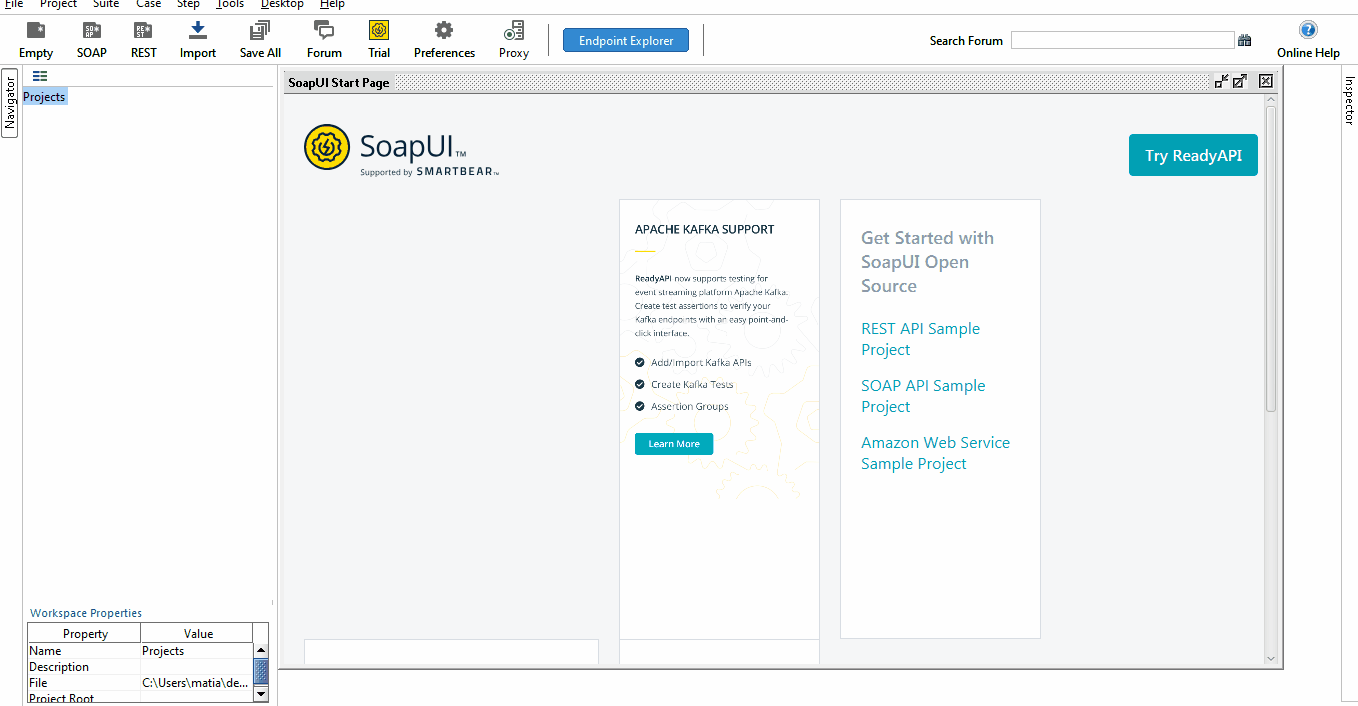 File Project Suite Case Step Tools Desktop Help
Empty SOAP REST Import Save All Forum Trial Preferences Proxy
Endpoint Explorer
Search Forum
Online Help
Navigator
Projects
SoapUI Start Page
Inspector
SoapUI™
Supported by SMARTBEAR™
Try ReadyAPI
APACHE KAFKA SUPPORT
ReadyAPI now supports testing for
event streaming platform Apache Kafka.
Create test assertions to verify your
Kafka endpoints with an easy point-and-
click interface.
Add/Import Kafka APIs
Create Kafka Tests
Assertion Groups
Learn More
Get Started with
SoapUI Open
Source
REST API Sample
Project
SOAP API Sample
Project
Amazon Web Service
Sample Project
Workspace Properties
Property Value
Name Projects
Description
File C:\Users\matia\de...
Project Root